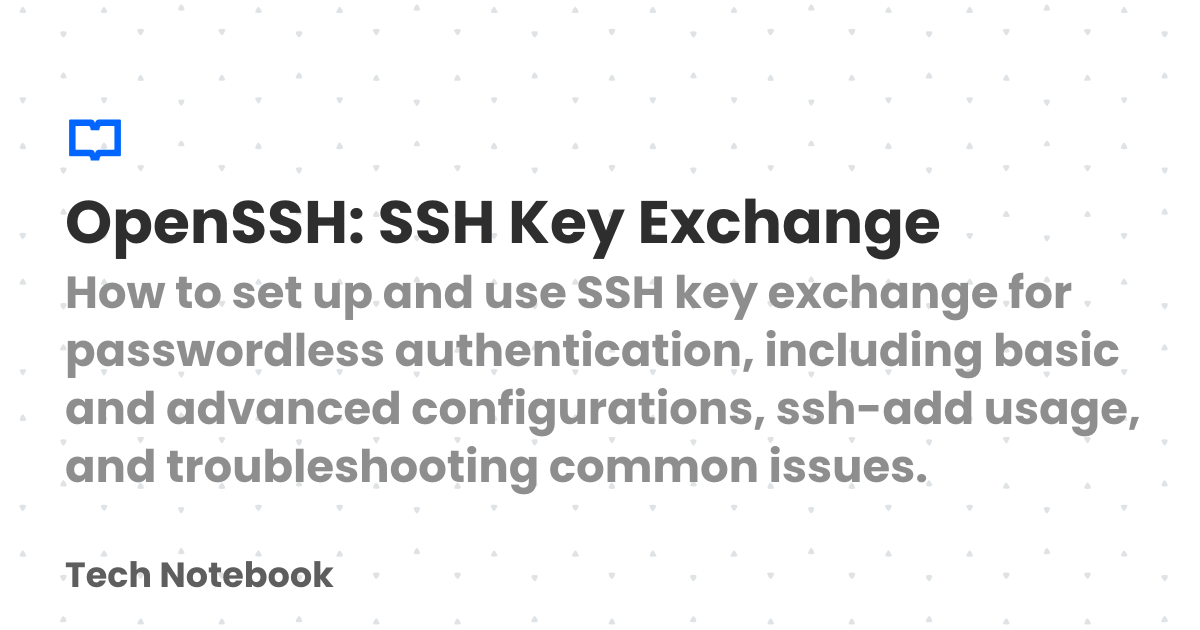 OpenSSH: SSH Key Exchange
How to set up and use SSH key exchange for
passwordless authentication, including basic
and advanced configurations, ssh-add usage,
and troubleshooting common issues.
Tech Notebook